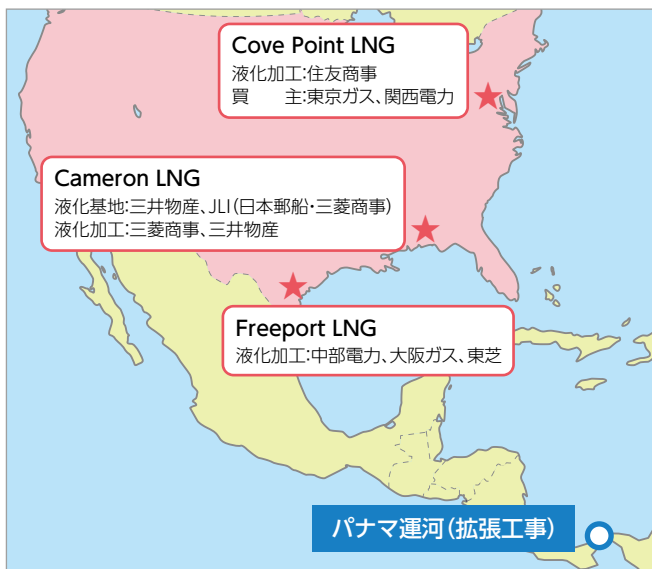 Cove Point LNG
液化加工:住友商事
買　　主:東京ガス、関西電力
Cameron LNG
液化基地:三井物産、JLI(日本郵船・三菱商事)
液化加工:三菱商事、三井物産
Freeport LNG
液化加工:中部電力、大阪ガス、東芝
パナマ運河(拡張工事)